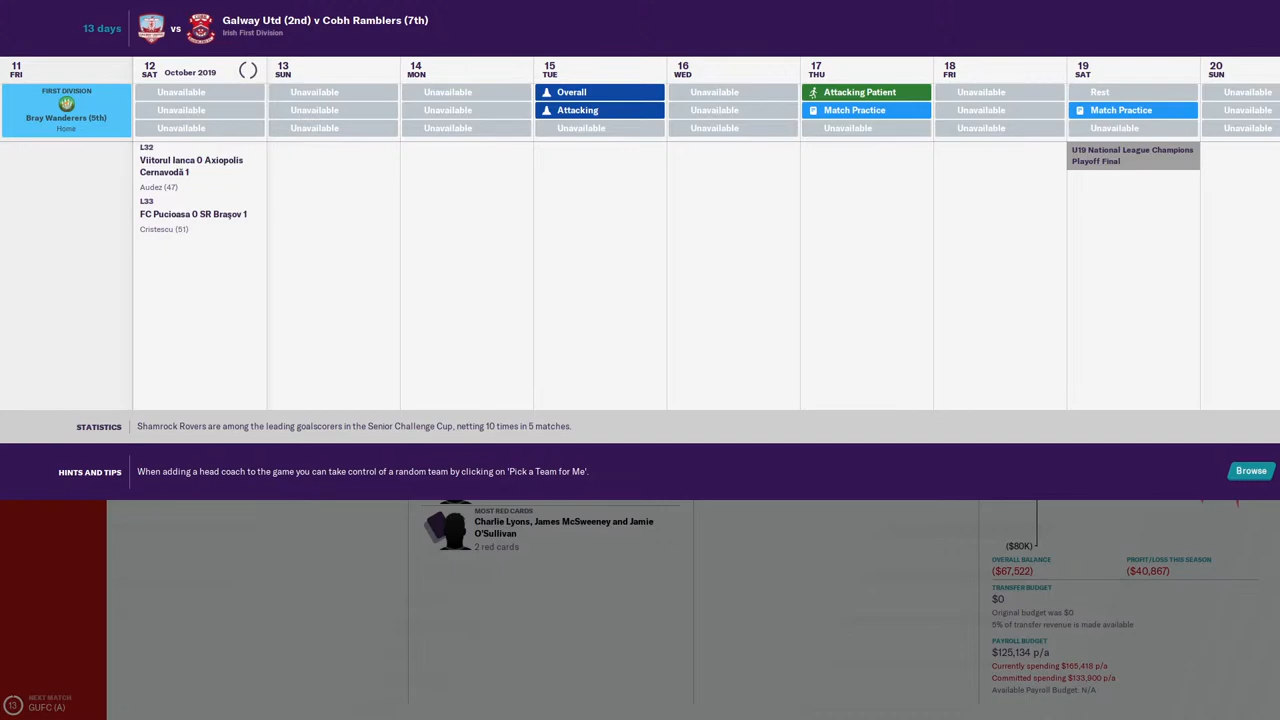 13 days
vs
Galway Utd (2nd) v Cobh Ramblers (7th)
Irish First Division
11
FRI
12
SAT October 2019
13
SUN
14
MON
15
TUE
16
WED
17
THU
18
FRI
19
SAT
20
SUN
FIRST DIVISION
Bray Wanderers (5th)
Home
Unavailable
Unavailable
Unavailable
Unavailable
Unavailable
Unavailable
Unavailable
Unavailable
Unavailable
Overall
Attacking
Unavailable
Unavailable
Unavailable
Unavailable
Attacking Patient
Match Practice
Unavailable
Unavailable
Unavailable
Unavailable
Rest
Match Practice
Unavailable
Unavailable
Unavailable
Unavailable
L32
Viitorul Ianca 0 Axiopolis
Cernavodă 1
Audez (47)
L33
FC Pucioasa 0 SR Brașov 1
Cristescu (51)
U19 National League Champions
Playoff Final
STATISTICS
Shamrock Rovers are among the leading goalscorers in the Senior Challenge Cup, netting 10 times in 5 matches.
HINTS AND TIPS
When adding a head coach to the game you can take control of a random team by clicking on 'Pick a Team for Me'.
Browse
MOST RED CARDS
Charlie Lyons, James McSweeney and Jamie
O'Sullivan
2 red cards
($80K)
OVERALL BALANCE
($67,522)
PROFIT/LOSS THIS SEASON
($40,867)
TRANSFER BUDGET
$0
Original budget was $0
5% of transfer revenue is made available
PAYROLL BUDGET
$125,134 p/a
Currently spending $165,418 p/a
Committed spending $133,900 p/a
Available Payroll Budget: N/A
13
NEXT MATCH
GUFC (A)